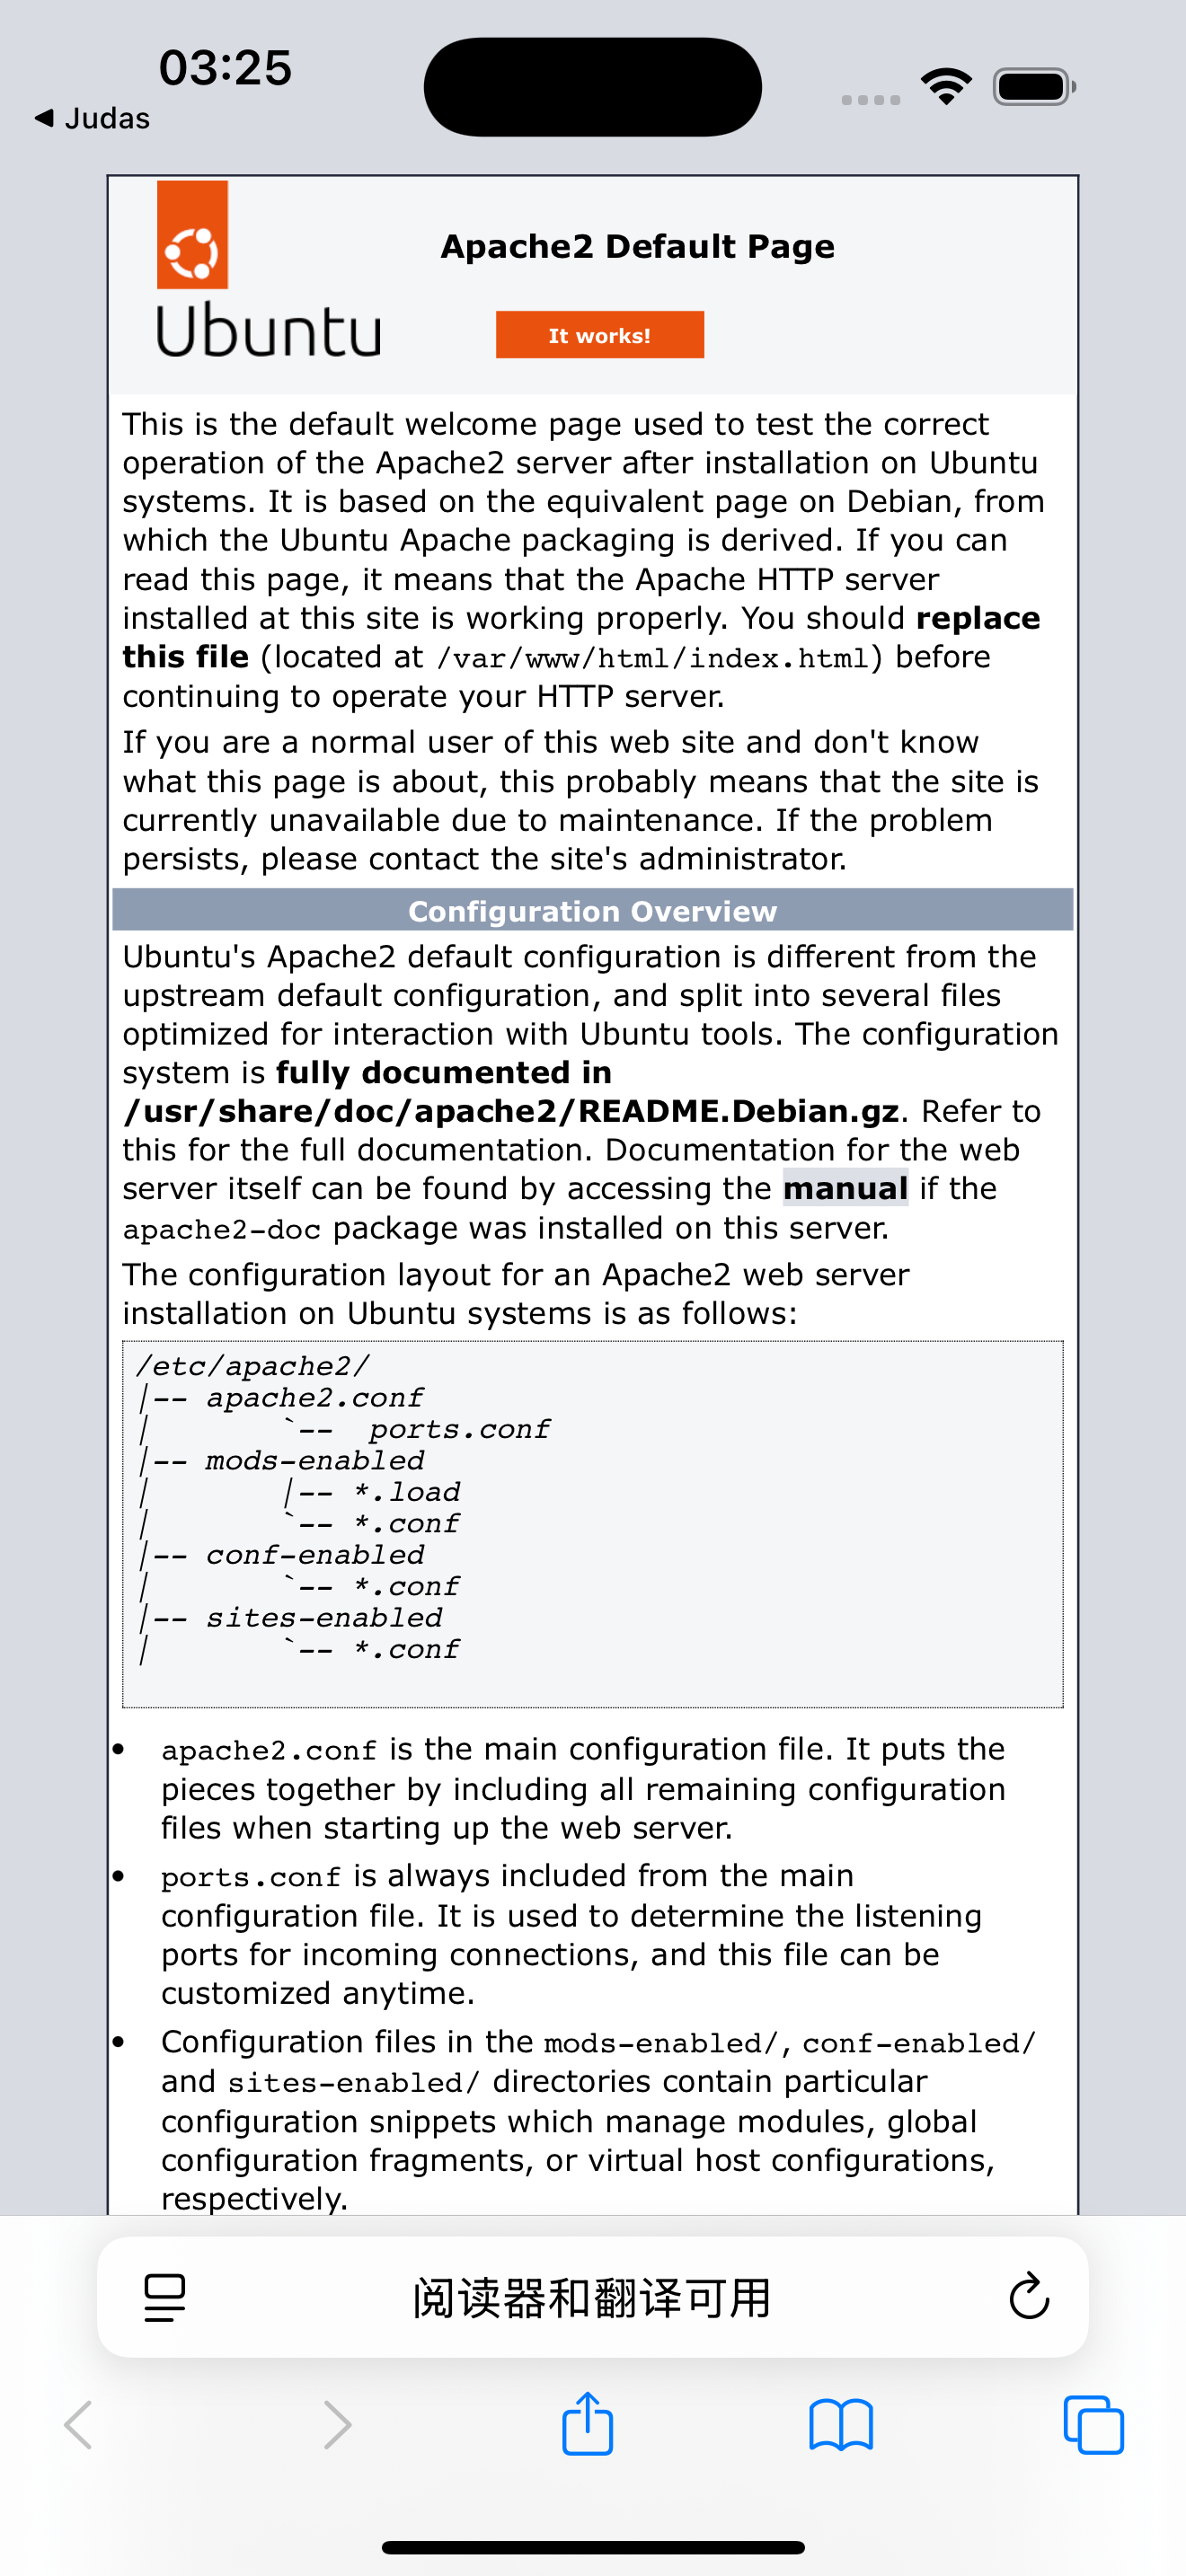 03:25
◀ Judas
Apache2 Default Page
Ubuntu
It works!
This is the default welcome page used to test the correct
operation of the Apache2 server after installation on Ubuntu
systems. It is based on the equivalent page on Debian, from
which the Ubuntu Apache packaging is derived. If you can
read this page, it means that the Apache HTTP server
installed at this site is working properly. You should replace
this file (located at /var/www/html/index.html) before
continuing to operate your HTTP server.
If you are a normal user of this web site and don't know
what this page is about, this probably means that the site is
currently unavailable due to maintenance. If the problem
persists, please contact the site's administrator.
Configuration Overview
Ubuntu's Apache2 default configuration is different from the
upstream default configuration, and split into several files
optimized for interaction with Ubuntu tools. The configuration
system is fully documented in
/usr/share/doc/apache2/README.Debian.gz. Refer to
this for the full documentation. Documentation for the web
server itself can be found by accessing the manual if the
apache2-doc package was installed on this server.
The configuration layout for an Apache2 web server
installation on Ubuntu systems is as follows:
/etc/apache2/
|-- apache2.conf
|       `--  ports.conf
|-- mods-enabled
|       |-- *.load
|       `-- *.conf
|-- conf-enabled
|       `-- *.conf
|-- sites-enabled
|       `-- *.conf
• apache2.conf is the main configuration file. It puts the
pieces together by including all remaining configuration
files when starting up the web server.
• ports.conf is always included from the main
configuration file. It is used to determine the listening
ports for incoming connections, and this file can be
customized anytime.
• Configuration files in the mods-enabled/, conf-enabled/
and sites-enabled/ directories contain particular
configuration snippets which manage modules, global
configuration fragments, or virtual host configurations,
respectively.
阅读器和翻译可用